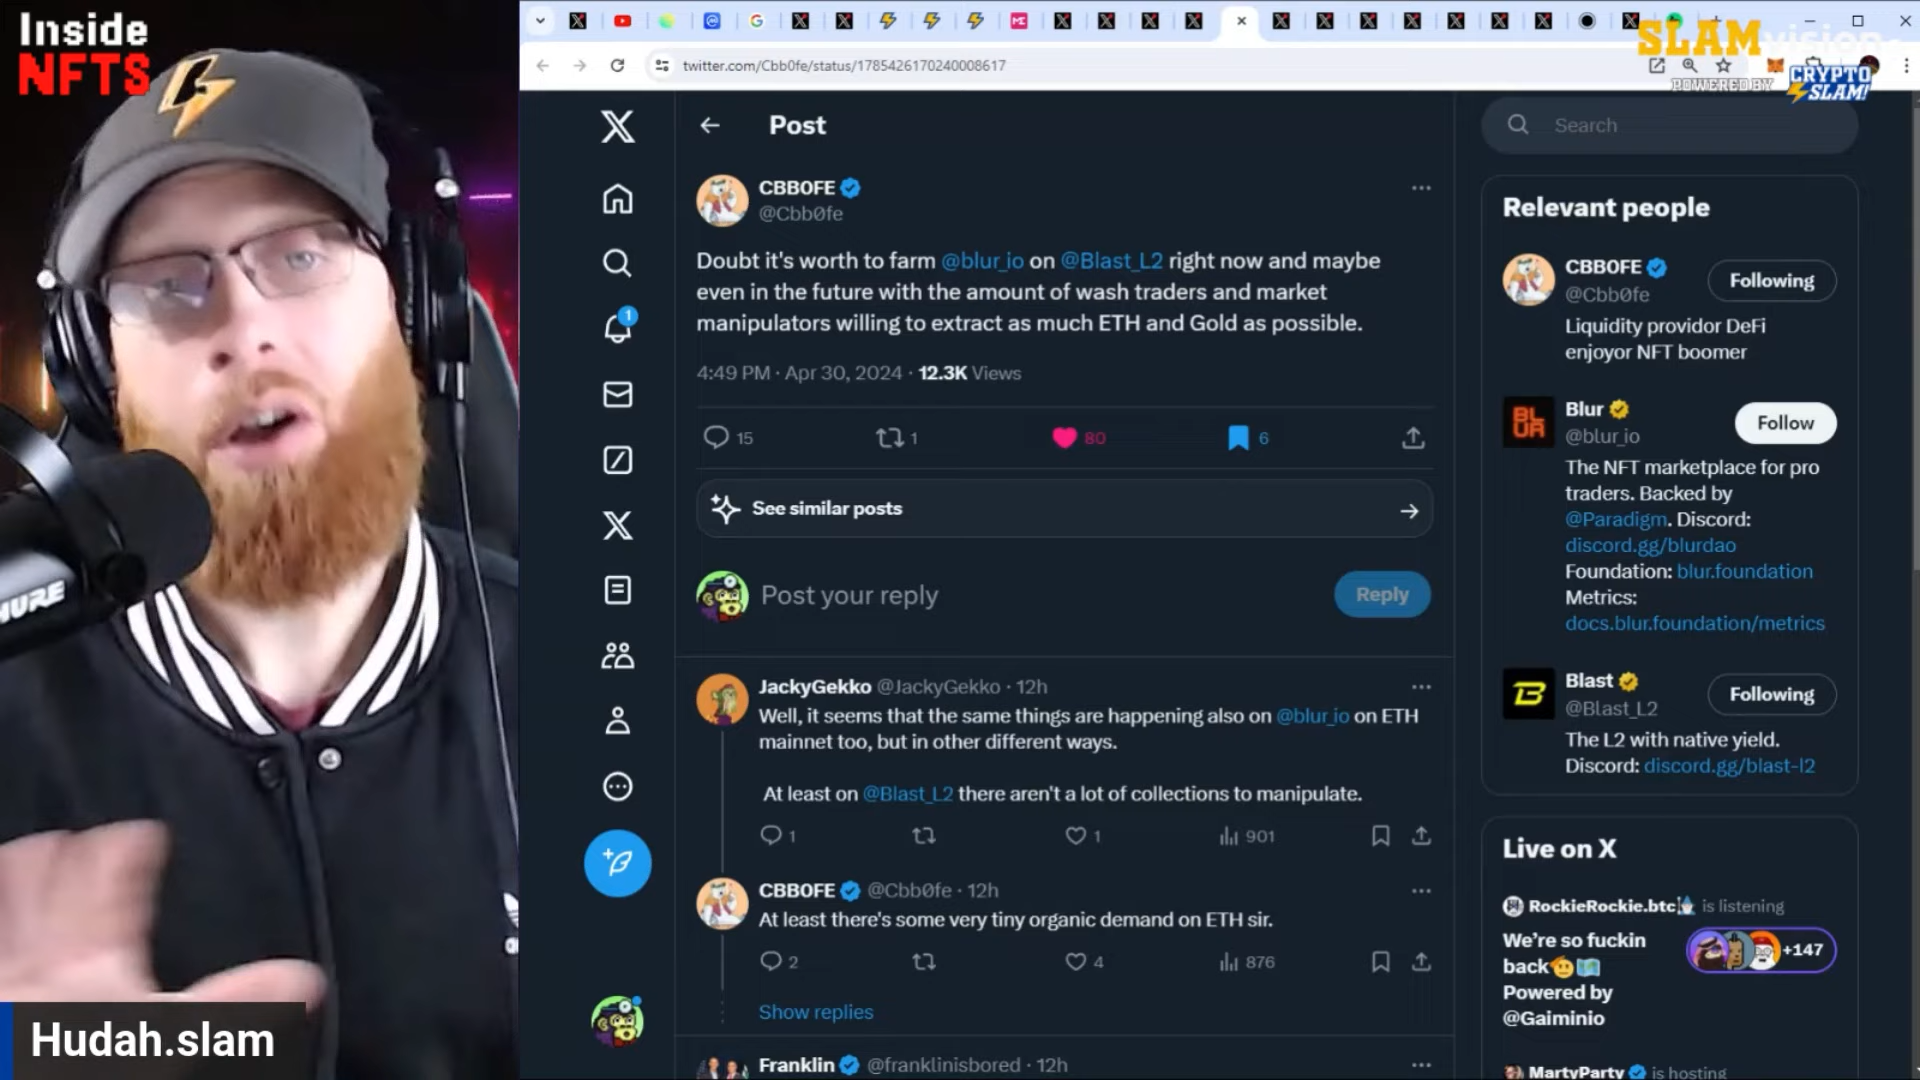 Inside
NFTS
SLAMvision
POWERED BY
CRYPTO
SLAM!
twitter.com/Cbb0fe/status/1785426170240008617
Post
CBB0FE
@Cbb0fe
Doubt it's worth to farm @blur_io on @Blast_L2 right now and maybe
even in the future with the amount of wash traders and market
manipulators willing to extract as much ETH and Gold as possible.
4:49 PM · Apr 30, 2024 · 12.3K Views
15
1
80
6
See similar posts
Post your reply
Reply
JackyGekko @JackyGekko · 12h
Well, it seems that the same things are happening also on @blur_io on ETH
mainnet too, but in other different ways.
At least on @Blast_L2 there aren't a lot of collections to manipulate.
1
1
901
CBB0FE @Cbb0fe · 12h
At least there's some very tiny organic demand on ETH sir.
2
4
876
Show replies
Franklin @franklinisbored · 12h
1
Search
Relevant people
CBB0FE
@Cbb0fe
Following
Liquidity providor DeFi
enjoyor NFT boomer
Blur
@blur_io
Follow
The NFT marketplace for pro
traders. Backed by
@Paradigm. Discord:
discord.gg/blurdao
Foundation: blur.foundation
Metrics:
docs.blur.foundation/metrics
Blast
@Blast_L2
Following
The L2 with native yield.
Discord: discord.gg/blast-l2
Live on X
RockieRockie.btc is listening
We're so fuckin
back
Powered by
@Gaiminio
+147
MartyParty is hosting
HURE
Hudah.slam